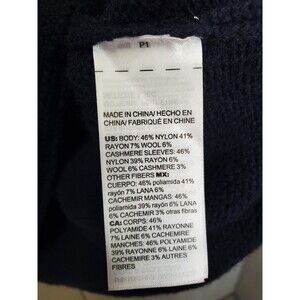 P1
MADE IN CHINA/ HECHO EN
CHINA/ FABRIQUÉ EN CHINE
US: BODY: 46% NYLON 41%
RAYON 7% WOOL 6%
CASHMERE SLEEVES: 46%
NYLON 39% RAYON 6%
WOOL 6% CASHMERE 3%
OTHER FIBERS MX:
CUERPO: 46% poliamida 41%
rayón 7% LANA 6%
CACHEMIR MANGAS: 46%
poliamida 39% rayón 6% LANA
6% CACHEMIR 3% otras fibras
CA: CORPS: 46%
POLYAMIDE 41% RAYONNE
7% LAINE 6% CACHEMIRE
MANCHES: 46% POLYAMIDE
39% RAYONNE 6% LAINE 6%
CACHEMIRE 3% AUTRES
FIBRES